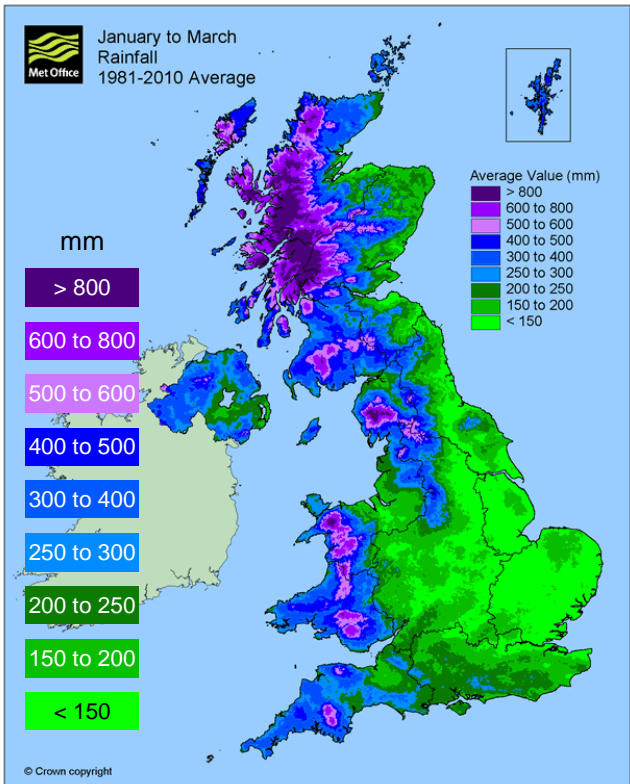 Met Office
January to March
Rainfall
1981-2010 Average
Average Value (mm)
> 800
600 to 800
500 to 600
400 to 500
300 to 400
250 to 300
200 to 250
150 to 200
< 150
mm
> 800
600 to 800
500 to 600
400 to 500
300 to 400
250 to 300
200 to 250
150 to 200
< 150
© Crown copyright